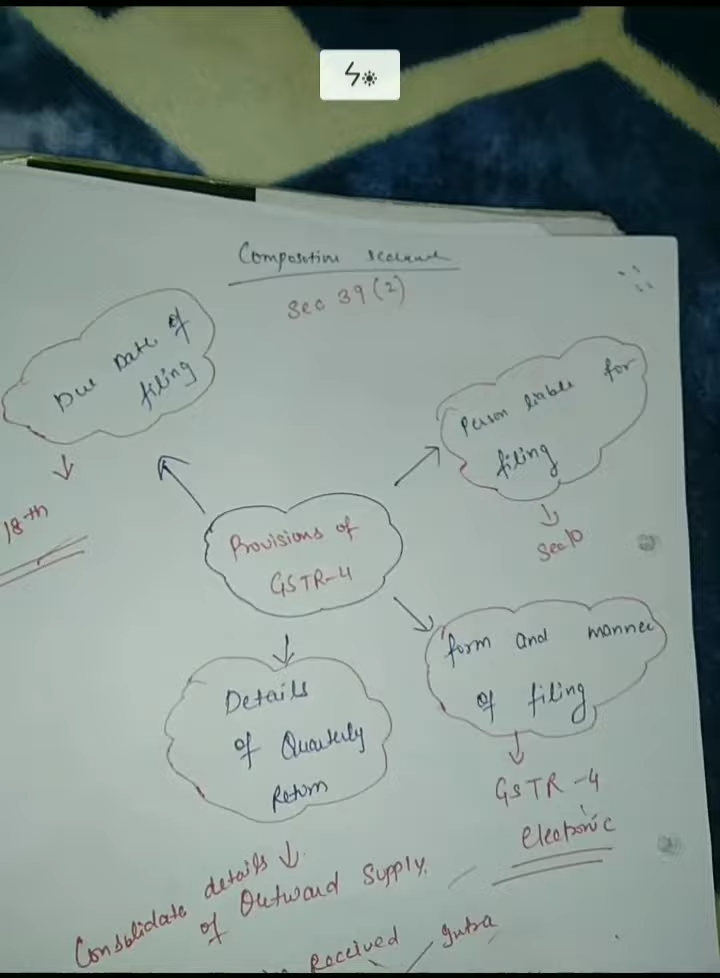 Composition
Sec 39 (2)
Due Date of
filing
18th
Person liable for
filing
Sec 10
Provisions of
GSTR-4
form and manner
of filing
GSTR-4
electronic
Details
of Quarterly
Return
Consolidate details
of Outward Supply.
Received
Intra